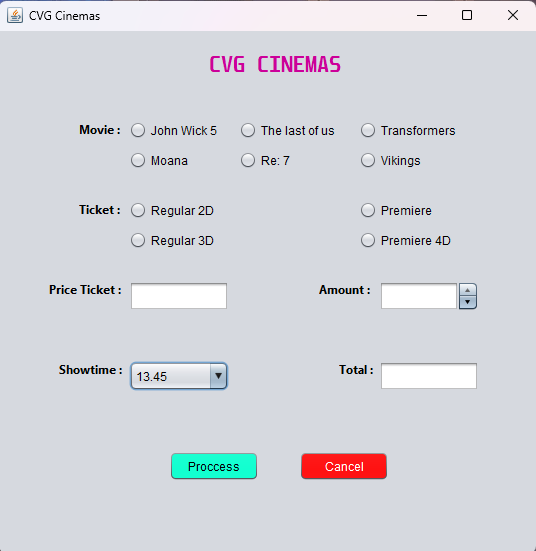 CVG Cinemas
CVG CINEMAS
Movie : John Wick 5 The last of us Transformers
Moana Re: 7 Vikings
Ticket : Regular 2D Premiere
Regular 3D Premiere 4D
Price Ticket : Amount :
Showtime : 13.45 Total :
Proccess Cancel